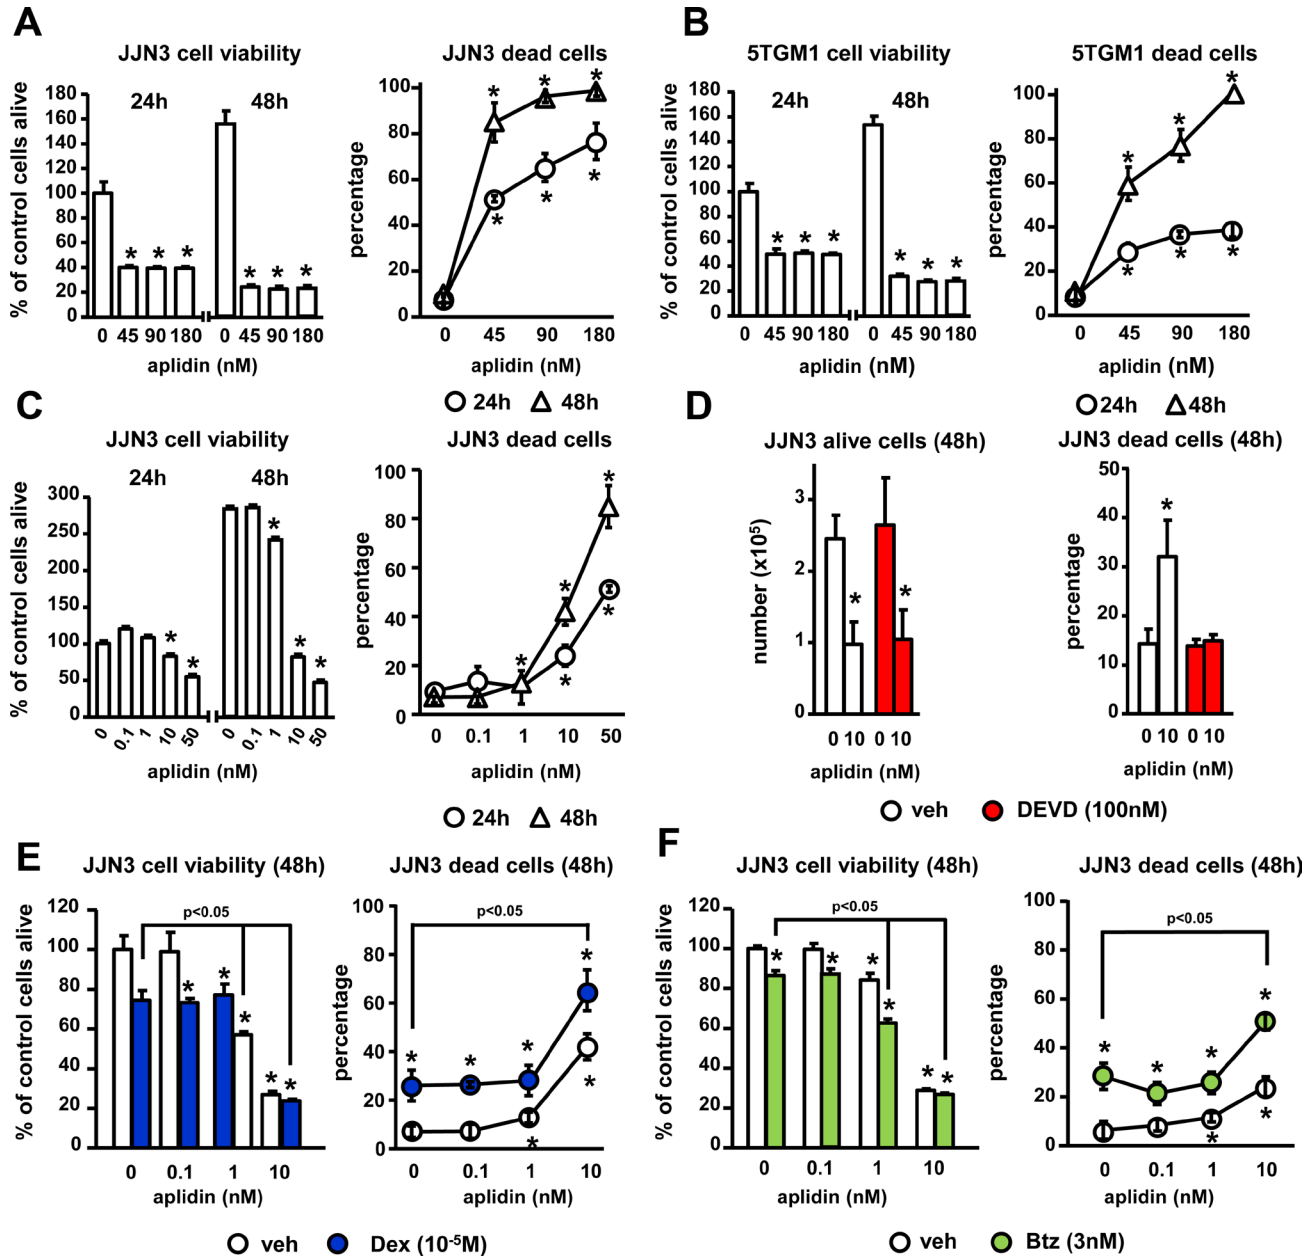 A
JJN3 cell viability
24h
48h
% of control cells alive
180
160
140
120
100
80
60
40
20
0
0 45 90 180 0 45 90 180
aplidin (nM)
JJN3 dead cells
percentage
100
80
60
40
20
0
* * *
* * *
0 45 90 180
aplidin (nM)
24h 48h
B
5TGM1 cell viability
24h
48h
% of control cells alive
180
160
140
120
100
80
60
40
20
0
* * * * * *
0 45 90 180 0 45 90 180
aplidin (nM)
5TGM1 dead cells
percentage
100
80
60
40
20
0
* * *
* * *
0 45 90 180
aplidin (nM)
24h 48h
C
JJN3 cell viability
24h
48h
% of control cells alive
300
250
200
150
100
50
0
* * * * *
0 0.1 1 10 50 0 0.1 1 10 50
aplidin (nM)
JJN3 dead cells
percentage
100
80
60
40
20
0
* * *
* *
0 0.1 1 10 50
aplidin (nM)
24h 48h
D
JJN3 alive cells (48h)
number (x10⁵)
3
2
1
0
* *
0 10 0 10
aplidin (nM)
JJN3 dead cells (48h)
percentage
50
40
30
20
10
0
*
0 10 0 10
aplidin (nM)
veh DEVD (100nM)
E
JJN3 cell viability (48h)
% of control cells alive
120
100
80
60
40
20
0
p<0.05
* * * * *
0 0.1 1 10
aplidin (nM)
JJN3 dead cells (48h)
percentage
100
80
60
40
20
0
p<0.05
* * * *
* *
0 0.1 1 10
aplidin (nM)
veh Dex (10⁻⁵M)
F
JJN3 cell viability (48h)
% of control cells alive
120
100
80
60
40
20
0
p<0.05
* * * * * *
0 0.1 1 10
aplidin (nM)
JJN3 dead cells (48h)
percentage
100
80
60
40
20
0
p<0.05
* * * *
* *
0 0.1 1 10
aplidin (nM)
veh Btz (3nM)